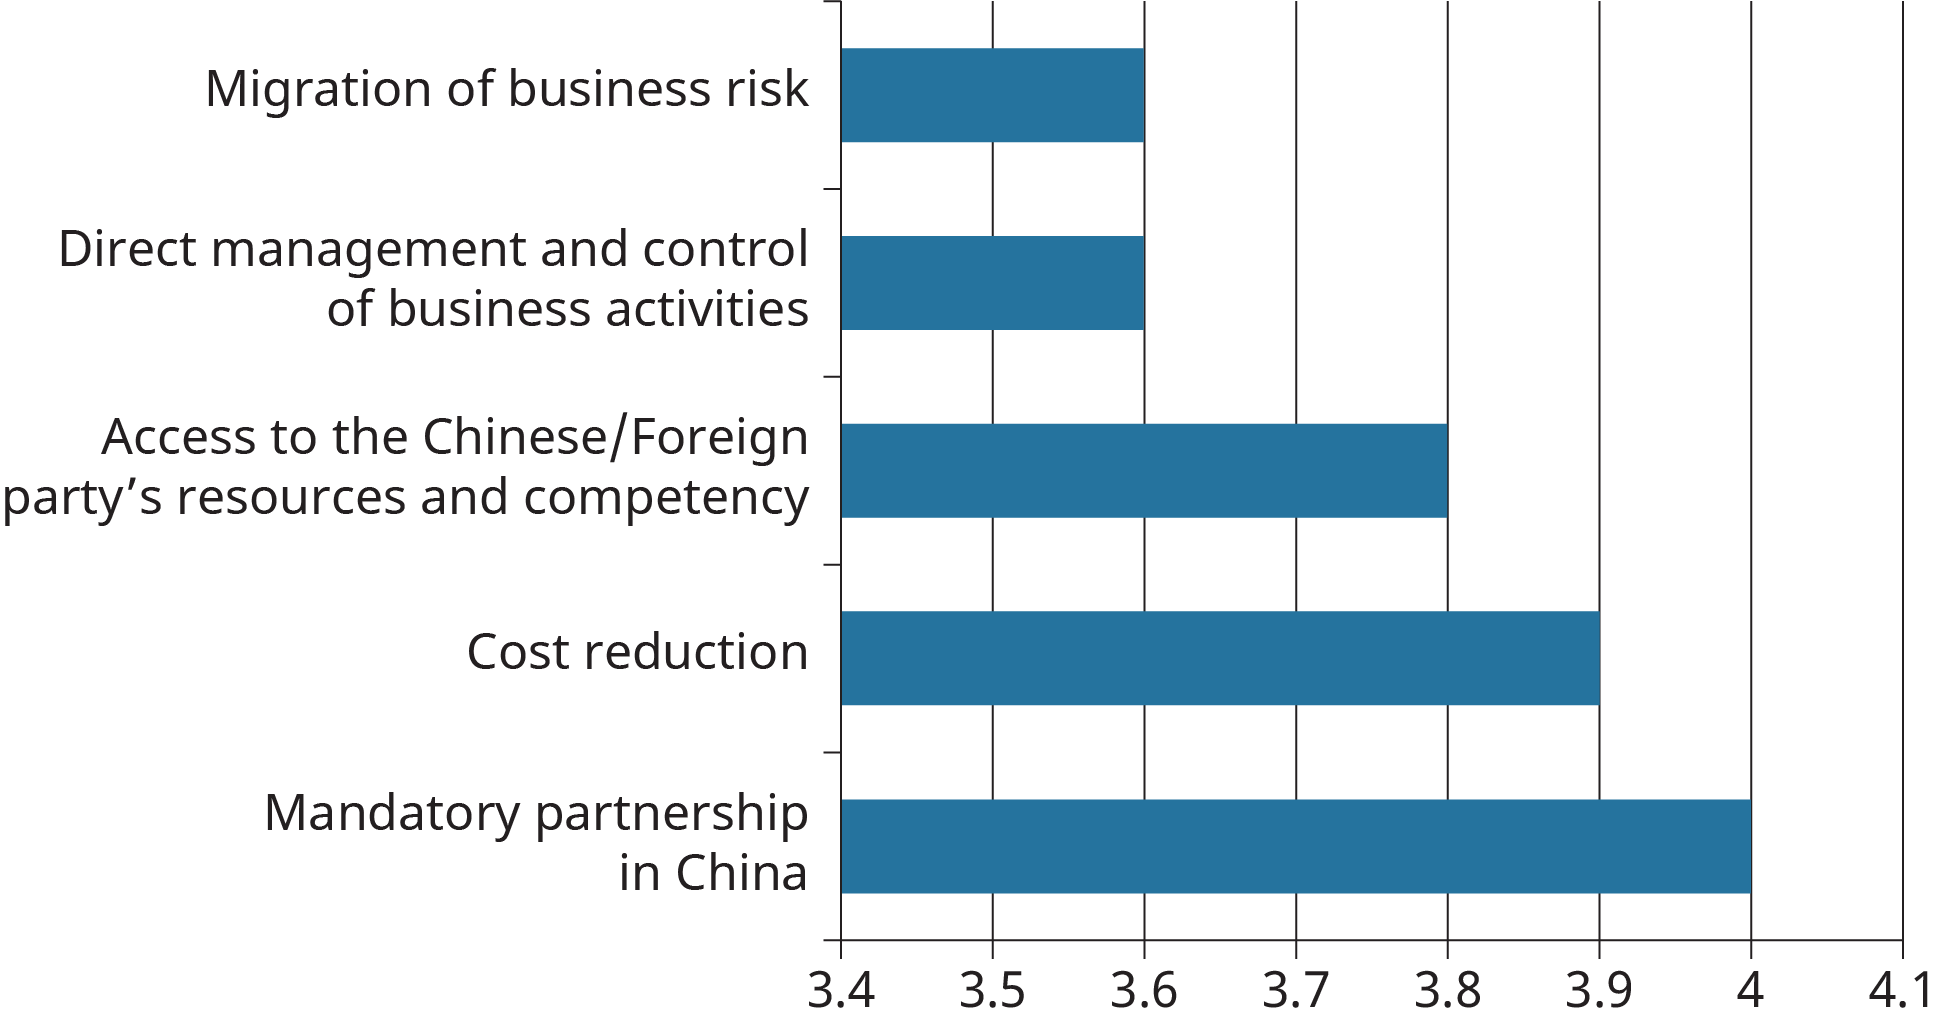 Migration of business risk
Direct management and control
of business activities
Access to the Chinese/Foreign
party’s resources and competency
Cost reduction
Mandatory partnership
in China
3.4 3.5 3.6 3.7 3.8 3.9 4 4.1